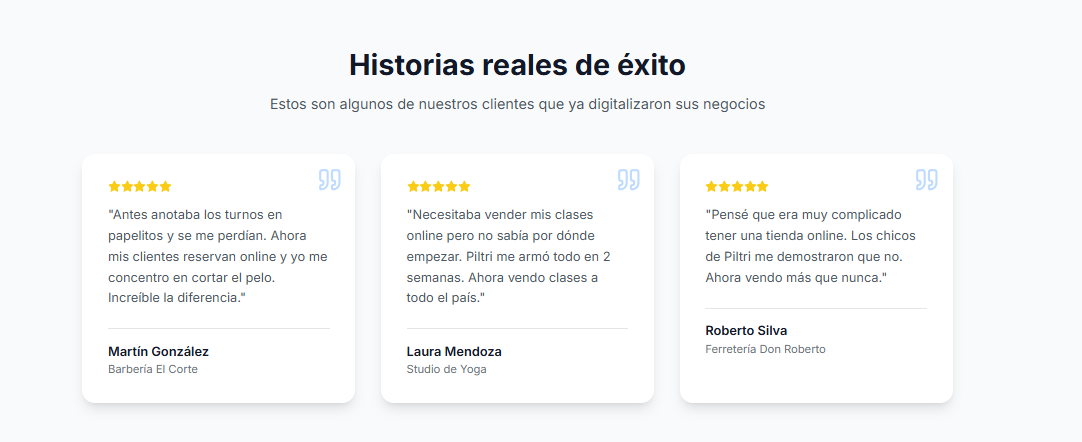 Historias reales de éxito
Estos son algunos de nuestros clientes que ya digitalizaron sus negocios
"Antes anotaba los turnos en
papelitos y se me perdían. Ahora
mis clientes reservan online y yo me
concentro en cortar el pelo.
Increíble la diferencia."
Martín González
Barbería El Corte
"Necesitaba vender mis clases
online pero no sabía por dónde
empezar. Piltri me armó todo en 2
semanas. Ahora vendo clases a
todo el país."
Laura Mendoza
Studio de Yoga
"Pensé que era muy complicado
tener una tienda online. Los chicos
de Piltri me demostraron que no.
Ahora vendo más que nunca."
Roberto Silva
Ferretería Don Roberto